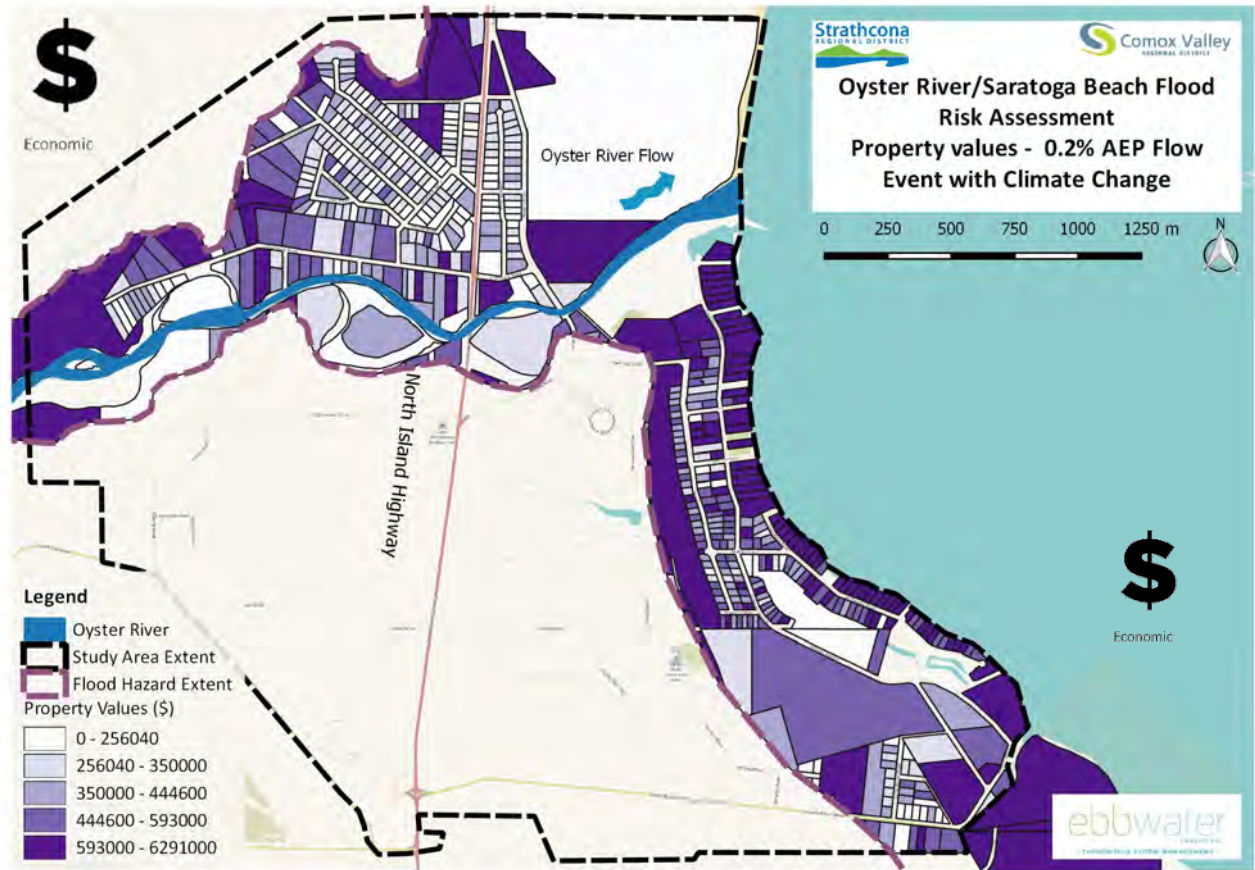 $
Economic
Strathcona
REGIONAL DISTRICT
Comox Valley
REGIONAL DISTRICT
Oyster River/Saratoga Beach Flood
Risk Assessment
Property values - 0.2% AEP Flow
Event with Climate Change
0 250 500 750 1000 1250 m
N
Oyster River Flow
North Island Highway
$
Economic
Legend
Oyster River
Study Area Extent
Flood Hazard Extent
Property Values ($)
0 - 256040
256040 - 350000
350000 - 444600
444600 - 593000
593000 - 6291000
ebbwater